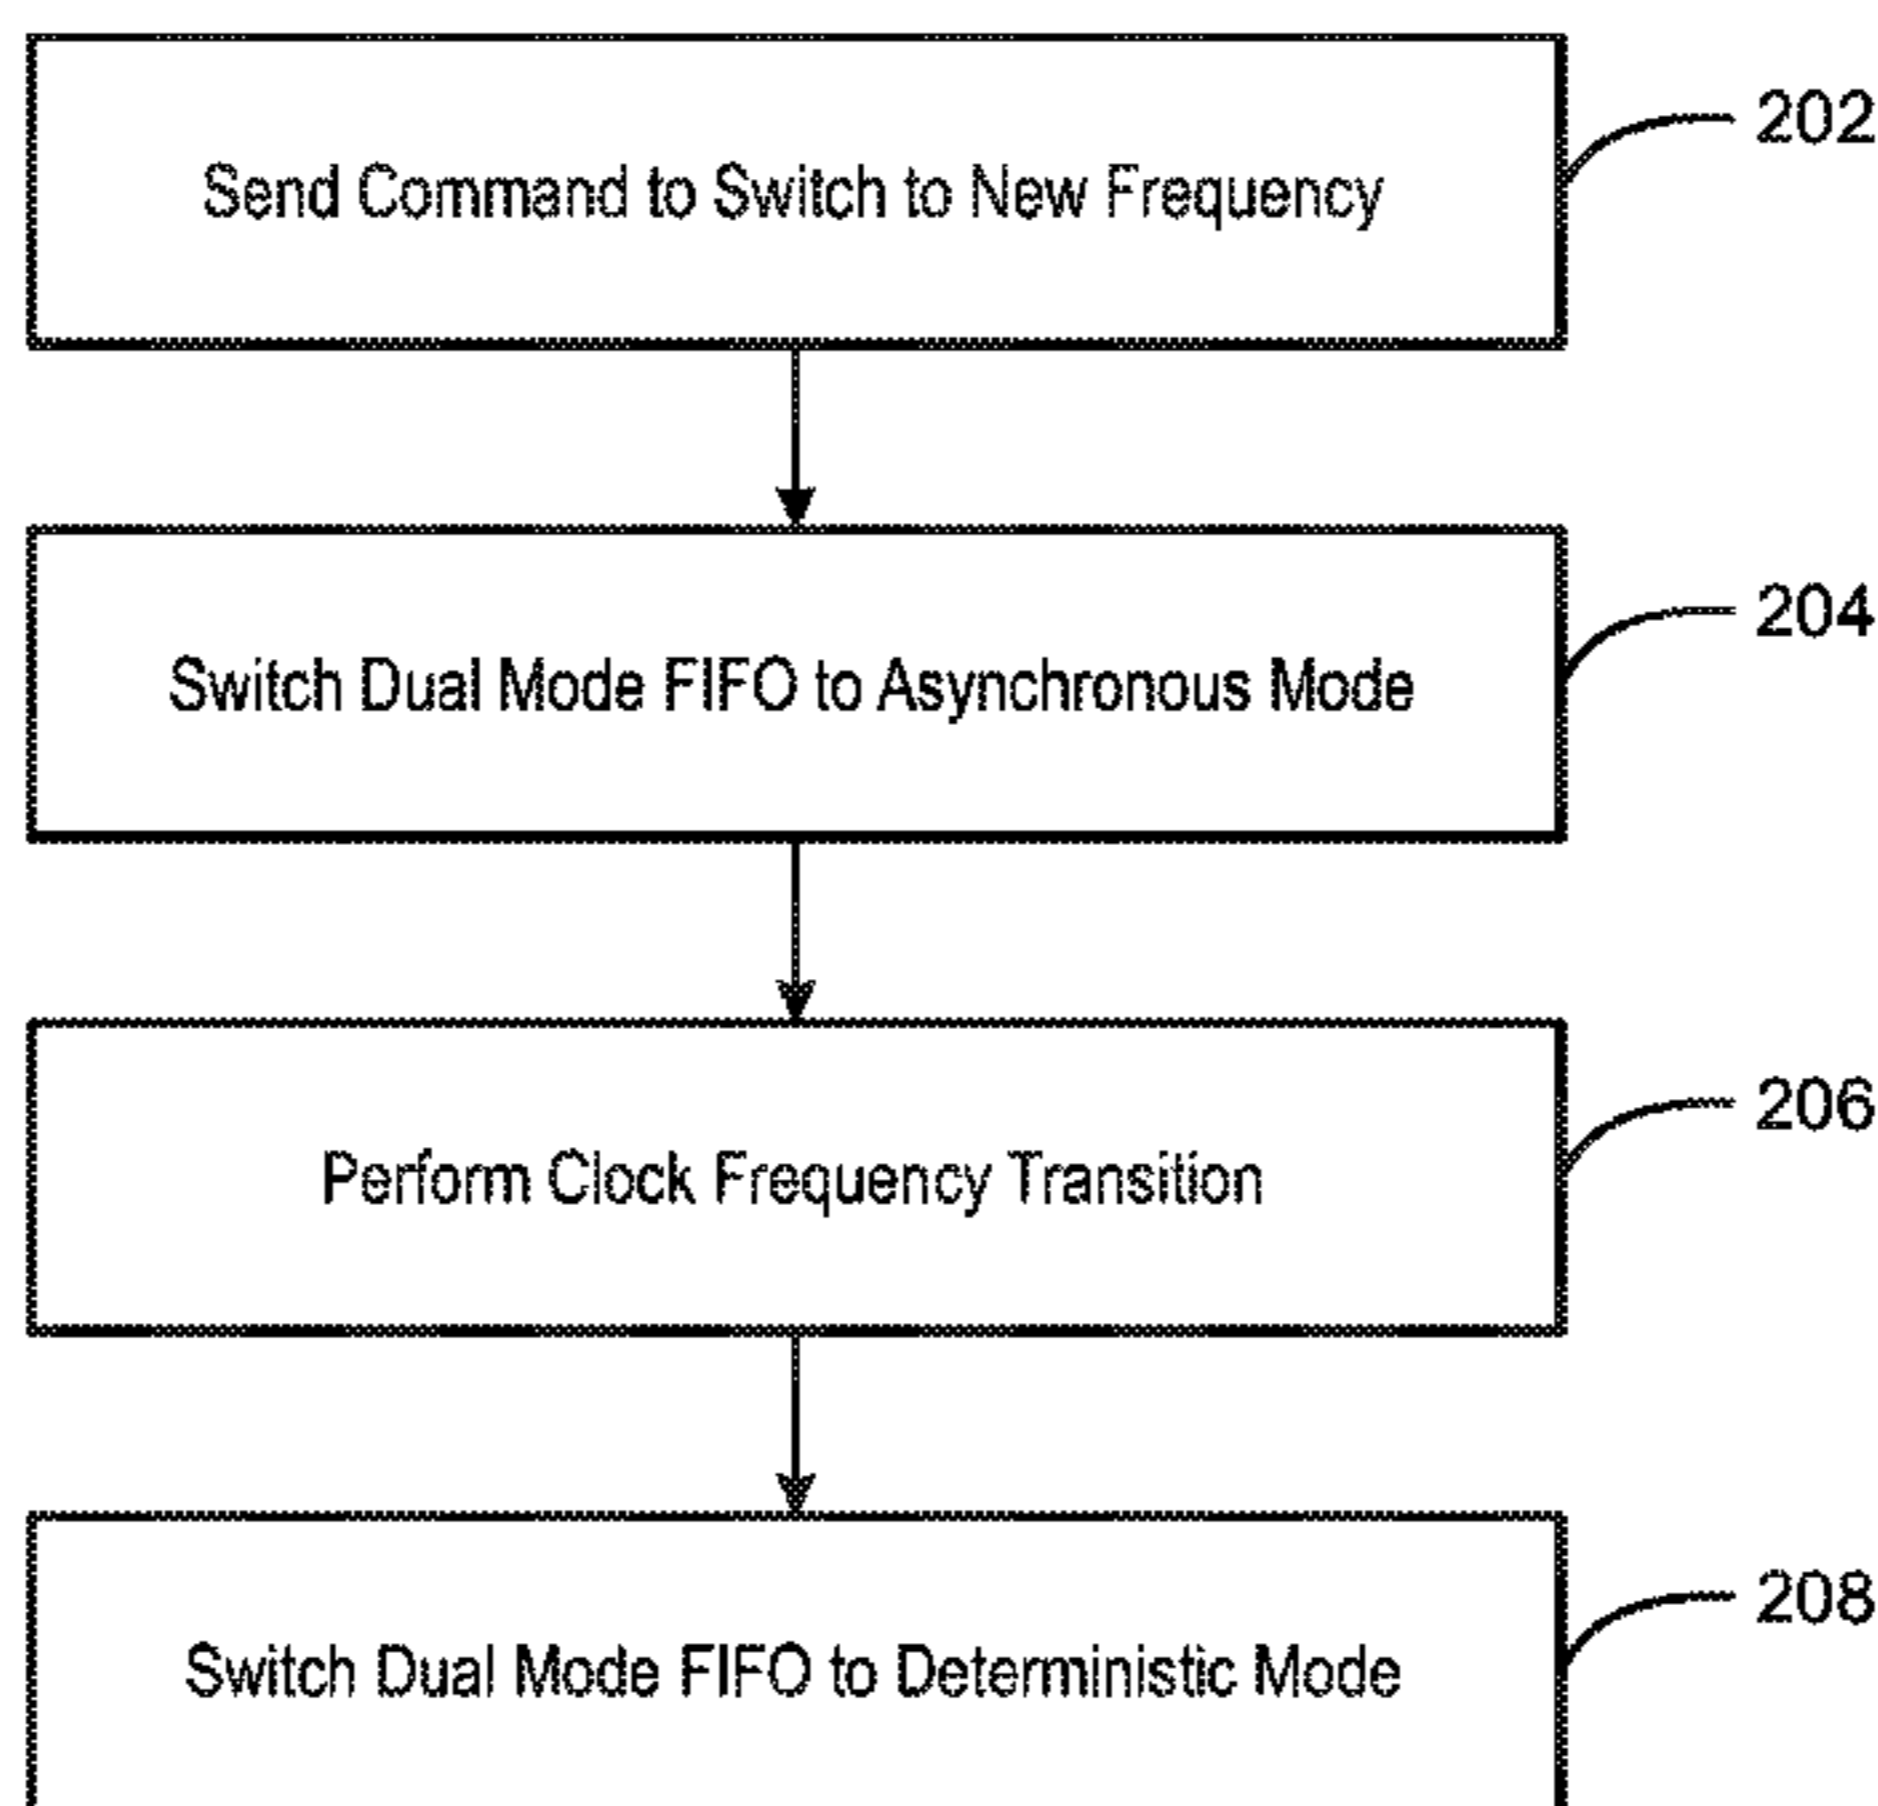 Send Command to Switch to New Frequency
202
Switch Dual Mode FIFO to Asynchronous Mode
204
Perform Clock Frequency Transition
206
Switch Dual Mode FIFO to Deterministic Mode
208